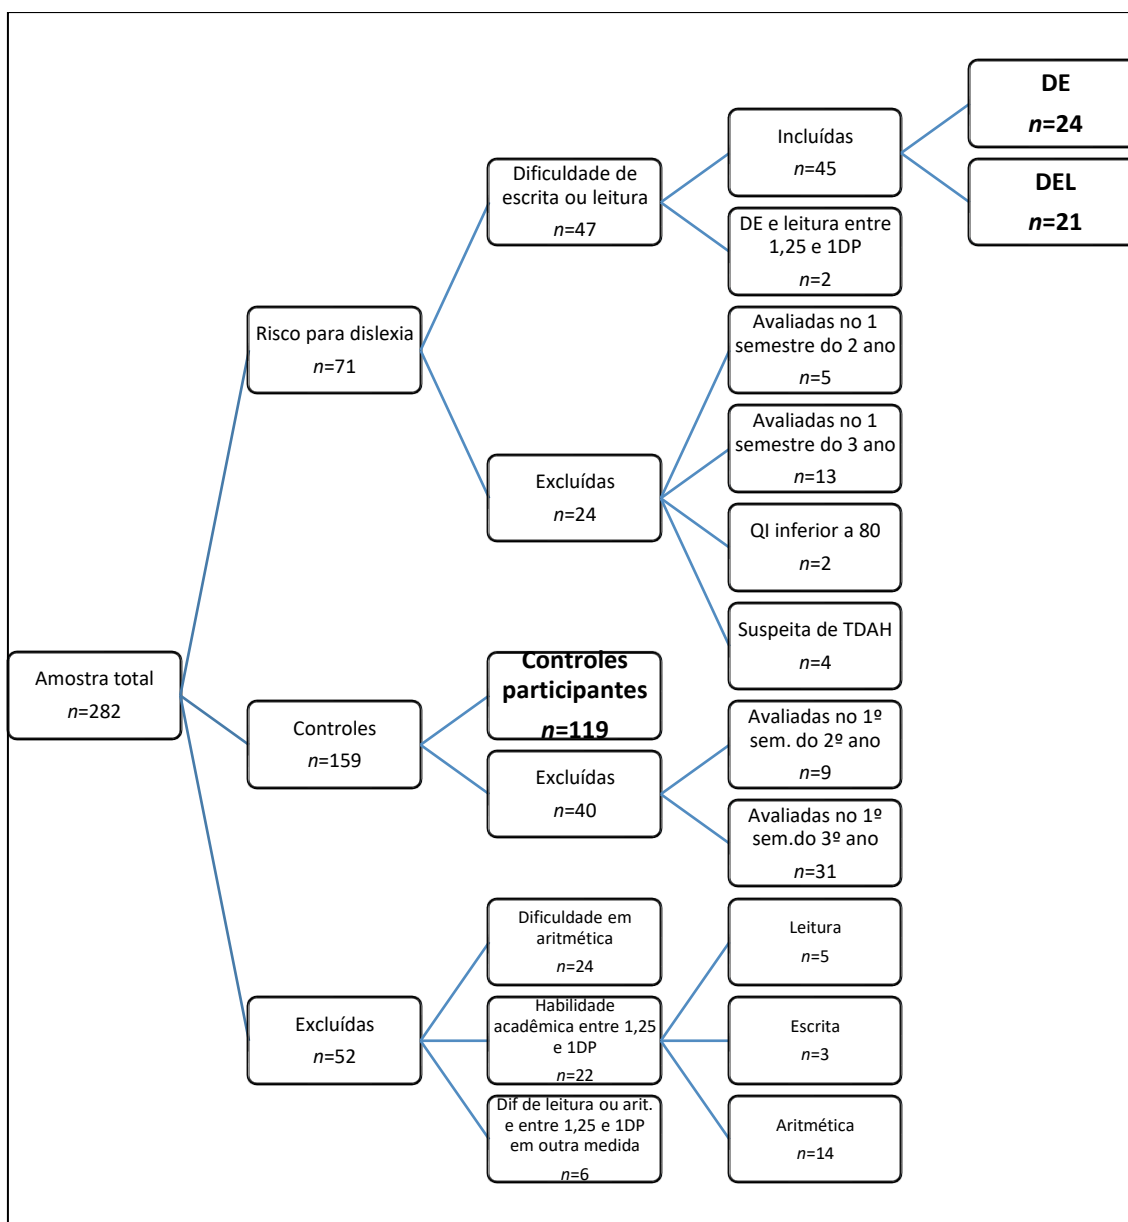 Amostra total
n=282
Risco para dislexia
n=71
Dificuldade de
escrita ou leitura
n=47
Incluídas
n=45
DE
n=24
DEL
n=21
DE e leitura entre
1,25 e 1DP
n=2
Excluídas
n=24
Avaliadas no 1
semestre do 2 ano
n=5
Avaliadas no 1
semestre do 3 ano
n=13
QI inferior a 80
n=2
Suspeita de TDAH
n=4
Controles
n=159
Controles
participantes
n=119
Excluídas
n=40
Avaliadas no 1º
sem. do 2º ano
n=9
Avaliadas no 1º
sem.do 3º ano
n=31
Excluídas
n=52
Dificuldade em
aritmética
n=24
Habilidade
acadêmica entre 1,25
e 1DP
n=22
Leitura
n=5
Escrita
n=3
Aritmética
n=14
Dif de leitura ou arit.
e entre 1,25 e 1DP
em outra medida
n=6